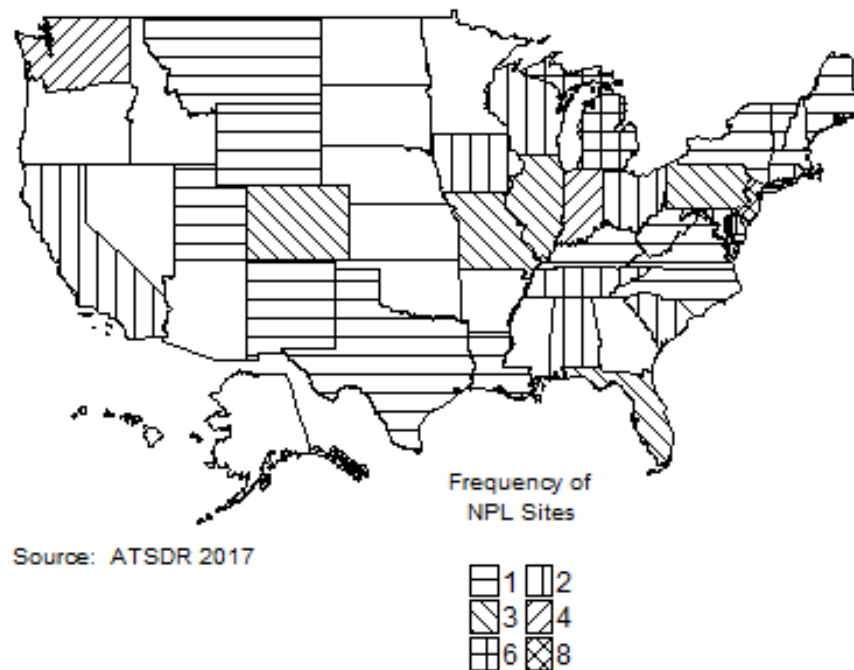 Frequency of
NPL Sites
Source: ATSDR 2017
1 2
3 4
6 8